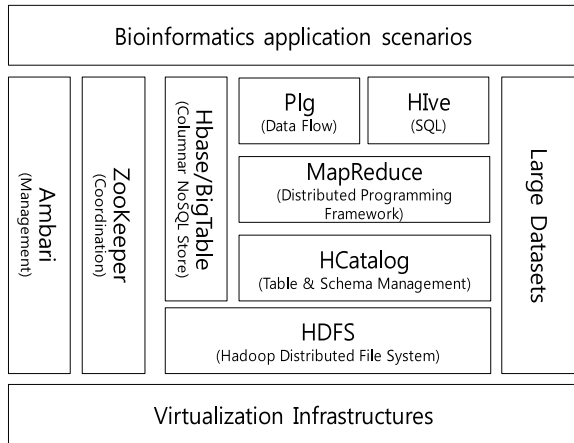 Bioinformatics application scenarios
Ambari
(Management)
ZooKeeper
(Coordination)
Hbase/BigTable
(Columnar NoSQL Store)
PIg
(Data Flow)
HIve
(SQL)
MapReduce
(Distributed Programming
Framework)
HCatalog
(Table & Schema Management)
HDFS
(Hadoop Distributed File System)
Large Datasets
Virtualization Infrastructures